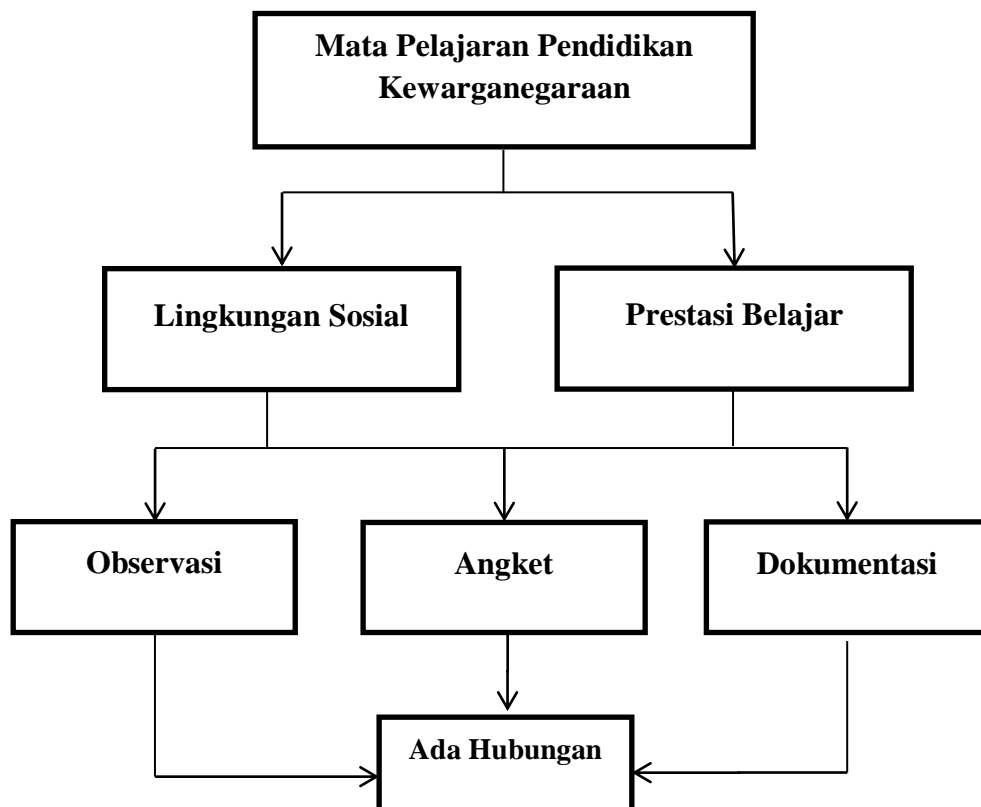 Mata Pelajaran Pendidikan
Kewarganegaraan
Lingkungan Sosial
Prestasi Belajar
Observasi
Angket
Dokumentasi
Ada Hubungan